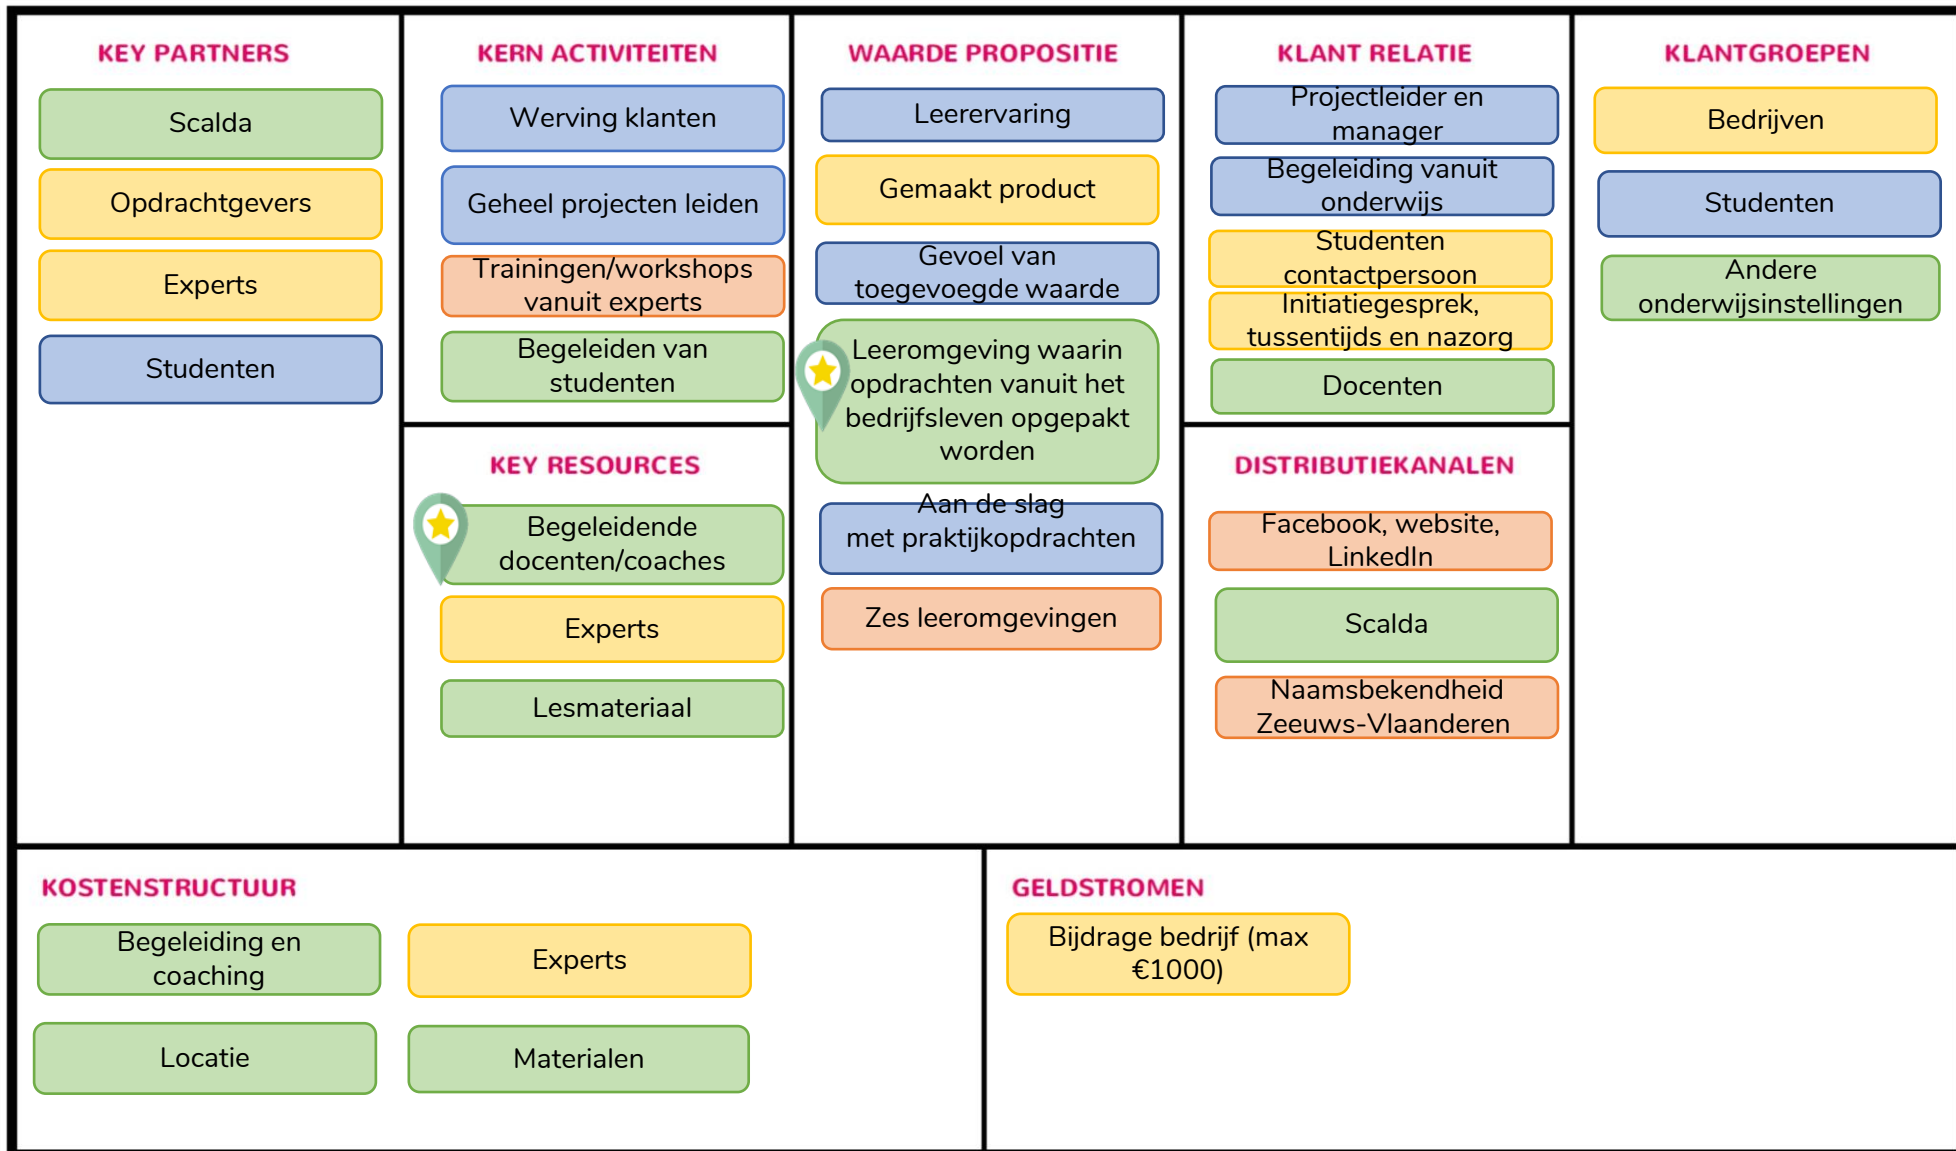 KEY PARTNERS
Scalda
Opdrachtgevers
Experts
Studenten
KERN ACTIVITEITEN
Werving klanten
Geheel projecten leiden
Trainingen/workshops
vanuit experts
Begeleiden van
studenten
KEY RESOURCES
Begeleidende
docenten/coaches
Experts
Lesmateriaal
WAARDE PROPOSITIE
Leerervaring
Gemaakt product
Gevoel van
toegevoegde waarde
Leeromgeving waarin
opdrachten vanuit het
bedrijfsleven opgepakt
worden
Aan de slag
met praktijkopdrachten
Zes leeromgevingen
KLANT RELATIE
Projectleider en
manager
Begeleiding vanuit
onderwijs
Studenten
contactpersoon
Initiatiegesprek,
tussentijds en nazorg
Docenten
DISTRIBUTIEKANALEN
Facebook, website,
LinkedIn
Scalda
Naamsbekendheid
Zeeuws-Vlaanderen
KLANTGROEPEN
Bedrijven
Studenten
Andere
onderwijsinstellingen
KOSTENSTRUCTUUR
Begeleiding en
coaching
Experts
Locatie
Materialen
GELDSTROMEN
Bijdrage bedrijf (max
€1000)